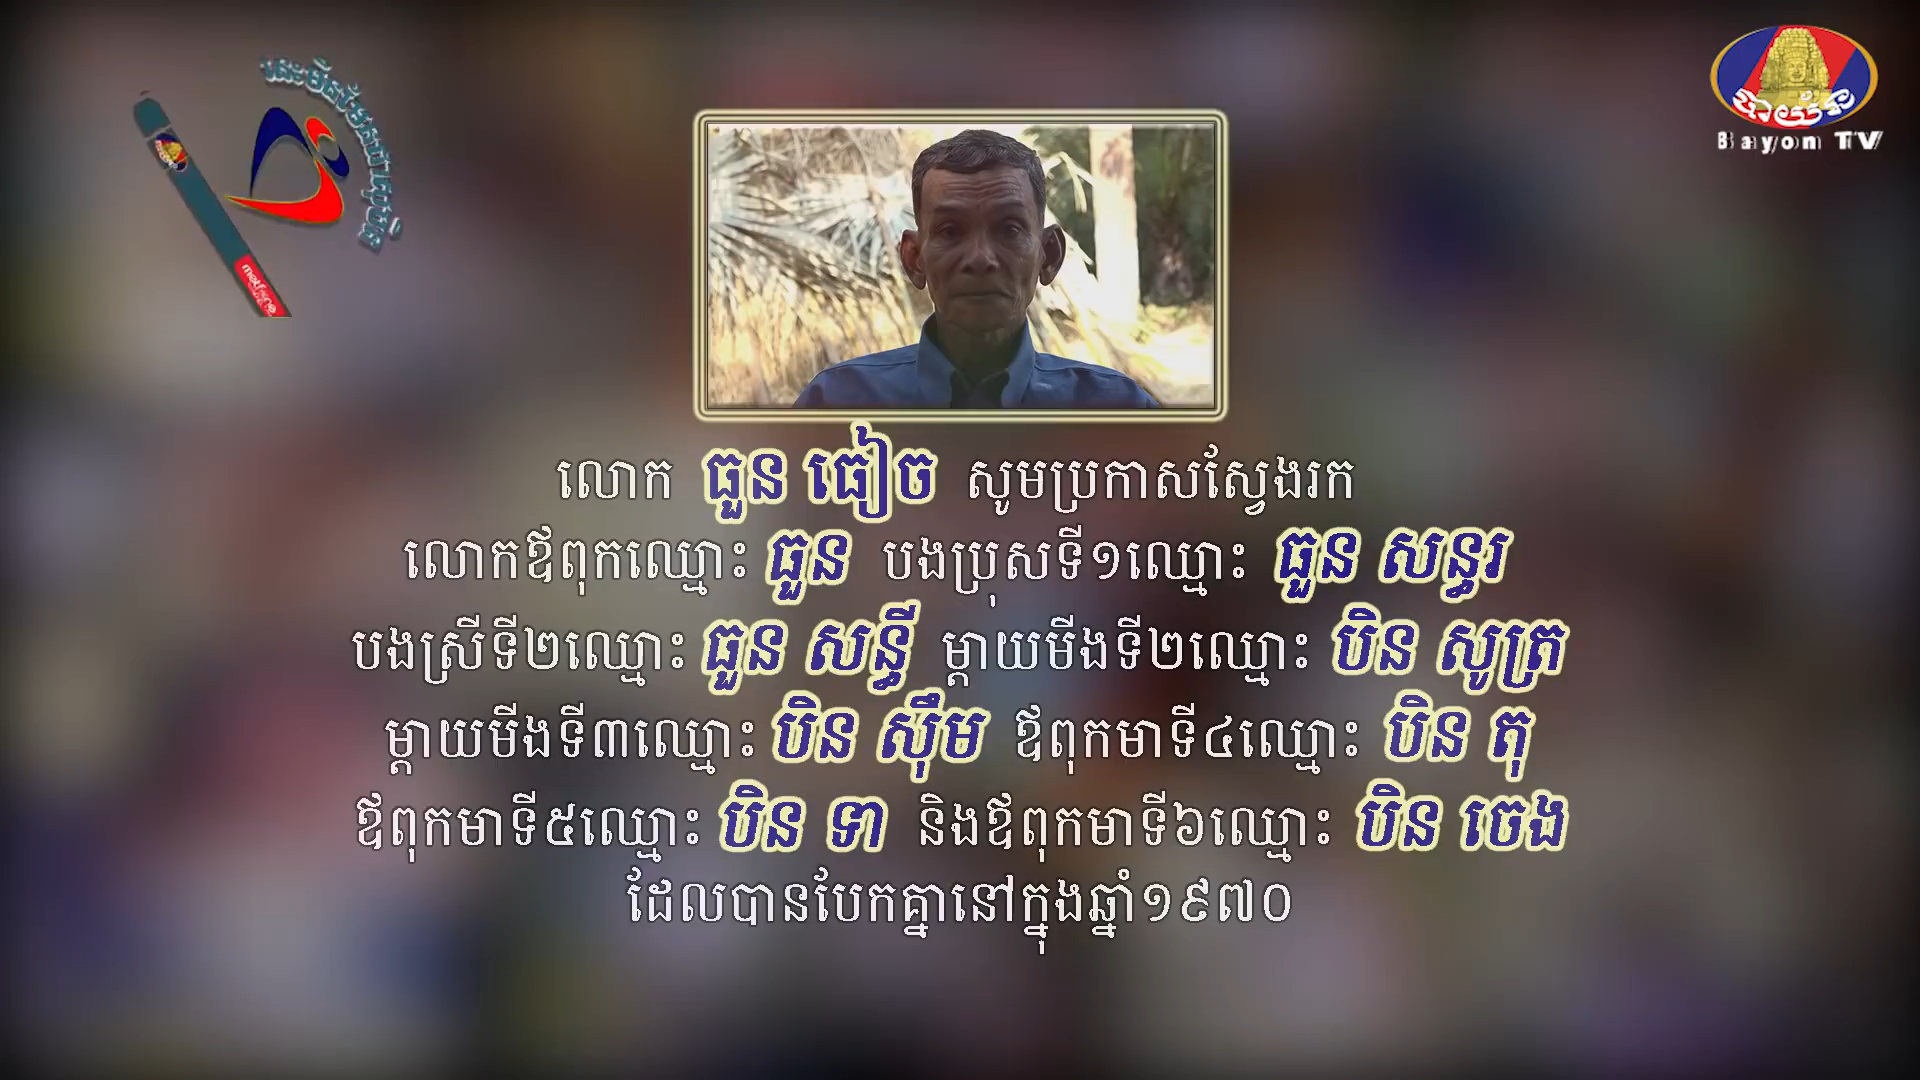 Bayon TV
លោក ធួន ធៀច សូមប្រកាសស្វែងរក
លោកឪពុកឈ្មោះ ធួន បងប្រុសទី១ឈ្មោះ ធួន សន្ធរ
បងស្រីទី២ឈ្មោះ ធួន សន្ធី ម្ដាយមីងទី២ឈ្មោះ ប៊ិន សូត្រ
ម្ដាយមីងទី៣ឈ្មោះ ប៊ិន ស៊ឹម ឪពុកមាទី៤ឈ្មោះ ប៊ិន តុ
ឪពុកមាទី៥ឈ្មោះ ប៊ិន ទា និងឪពុកមាទី៦ឈ្មោះ ប៊ិន ចេង
ដែលបានបែកគ្នានៅក្នុងឆ្នាំ១៩៧០